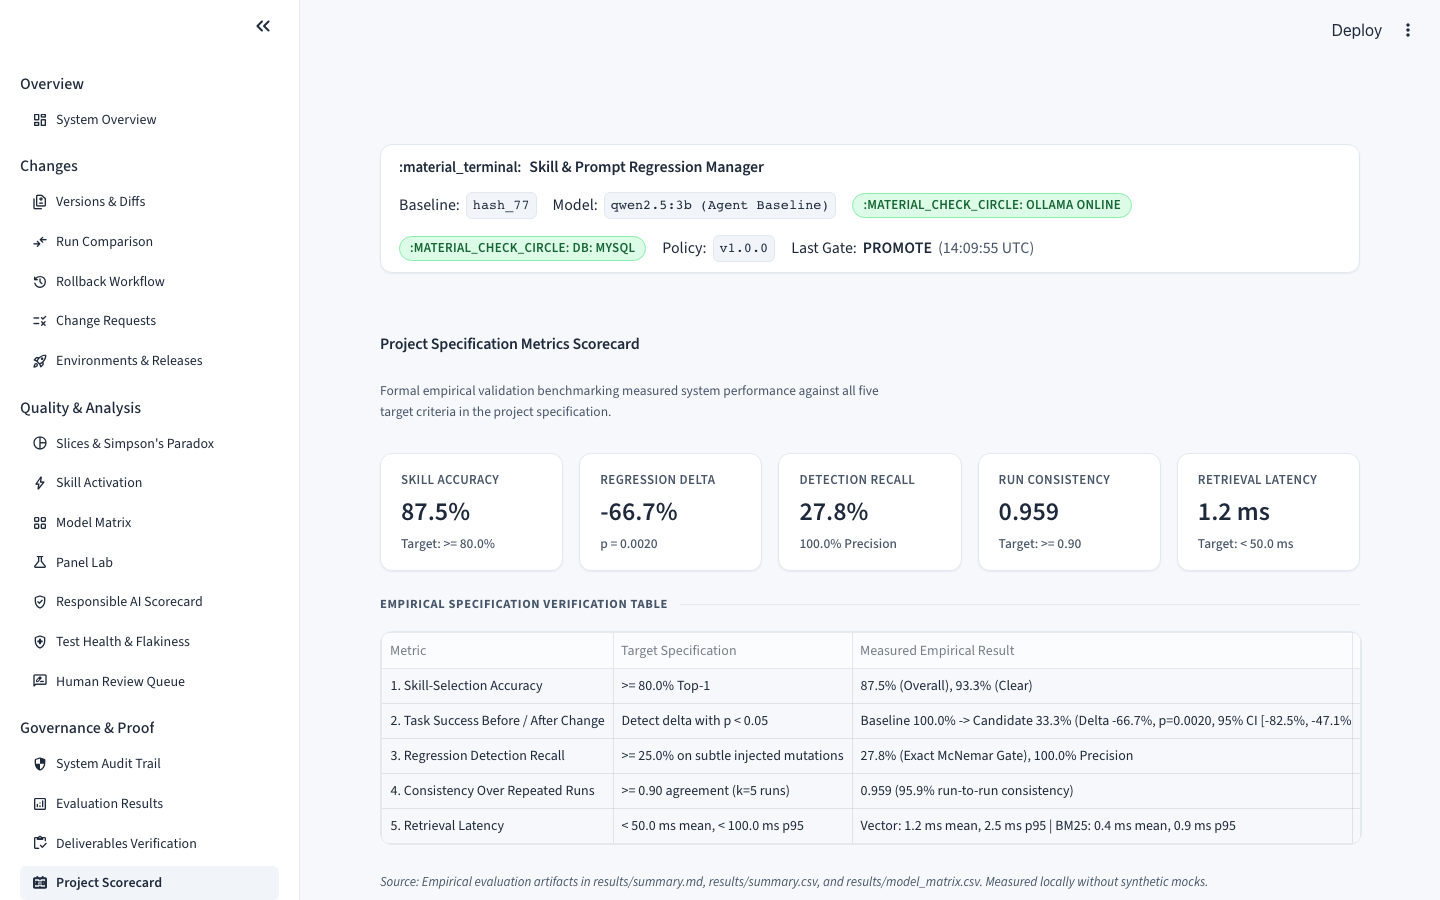 Deploy
Overview
System Overview
Changes
Versions & Diffs
Run Comparison
Rollback Workflow
Change Requests
Environments & Releases
Quality & Analysis
Slices & Simpson's Paradox
Skill Activation
Model Matrix
Panel Lab
Responsible AI Scorecard
Test Health & Flakiness
Human Review Queue
Governance & Proof
System Audit Trail
Evaluation Results
Deliverables Verification
Project Scorecard
:material_terminal: Skill & Prompt Regression Manager
Baseline: hash_77 Model: qwen2.5:3b (Agent Baseline) :MATERIAL_CHECK_CIRCLE: OLLAMA ONLINE
:MATERIAL_CHECK_CIRCLE: DB: MYSQL Policy: v1.0.0 Last Gate: PROMOTE (14:09:55 UTC)
Project Specification Metrics Scorecard
Formal empirical validation benchmarking measured system performance against all five
target criteria in the project specification.
SKILL ACCURACY
87.5%
Target: >= 80.0%
REGRESSION DELTA
-66.7%
p = 0.0020
DETECTION RECALL
27.8%
100.0% Precision
RUN CONSISTENCY
0.959
Target: >= 0.90
RETRIEVAL LATENCY
1.2 ms
Target: < 50.0 ms
EMPIRICAL SPECIFICATION VERIFICATION TABLE
Metric Target Specification Measured Empirical Result
1. Skill-Selection Accuracy >= 80.0% Top-1 87.5% (Overall), 93.3% (Clear)
2. Task Success Before / After Change Detect delta with p < 0.05 Baseline 100.0% -> Candidate 33.3% (Delta -66.7%, p=0.0020, 95% CI [-82.5%, -47.1%
3. Regression Detection Recall >= 25.0% on subtle injected mutations 27.8% (Exact McNemar Gate), 100.0% Precision
4. Consistency Over Repeated Runs >= 0.90 agreement (k=5 runs) 0.959 (95.9% run-to-run consistency)
5. Retrieval Latency < 50.0 ms mean, < 100.0 ms p95 Vector: 1.2 ms mean, 2.5 ms p95 | BM25: 0.4 ms mean, 0.9 ms p95
Source: Empirical evaluation artifacts in results/summary.md, results/summary.csv, and results/model_matrix.csv. Measured locally without synthetic mocks.